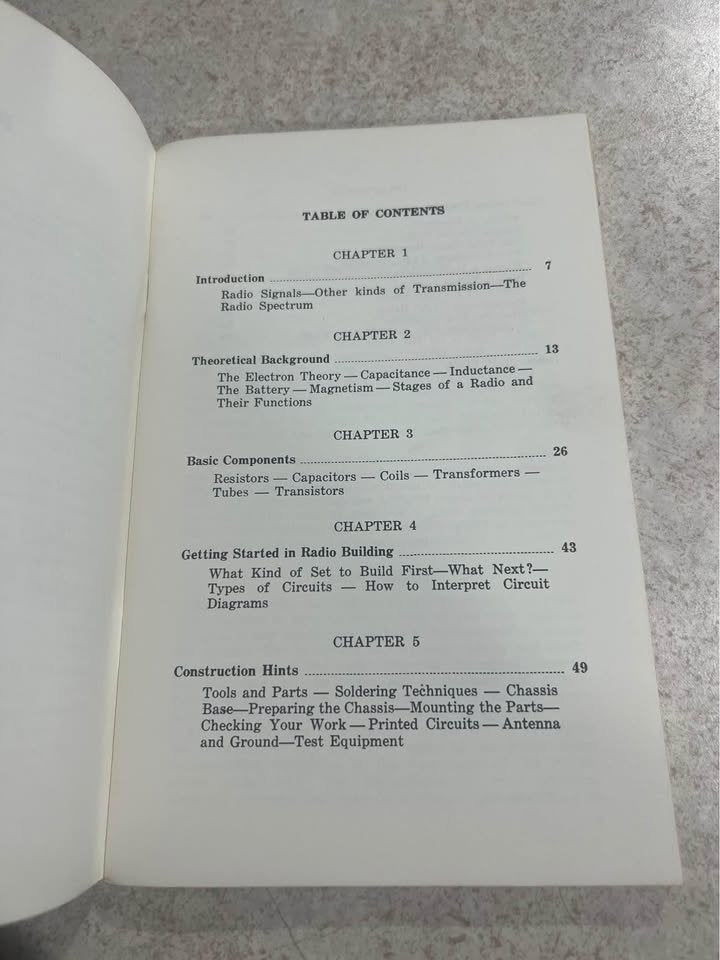 TABLE OF CONTENTS
CHAPTER 1
Introduction 7
Radio Signals—Other kinds of Transmission—The
Radio Spectrum
CHAPTER 2
Theoretical Background 13
The Electron Theory — Capacitance — Inductance —
The Battery — Magnetism — Stages of a Radio and
Their Functions
CHAPTER 3
Basic Components 26
Resistors — Capacitors — Coils — Transformers —
Tubes — Transistors
CHAPTER 4
Getting Started in Radio Building 43
What Kind of Set to Build First—What Next?—
Types of Circuits — How to Interpret Circuit
Diagrams
CHAPTER 5
Construction Hints 49
Tools and Parts — Soldering Techniques — Chassis
Base—Preparing the Chassis—Mounting the Parts—
Checking Your Work — Printed Circuits — Antenna
and Ground—Test Equipment